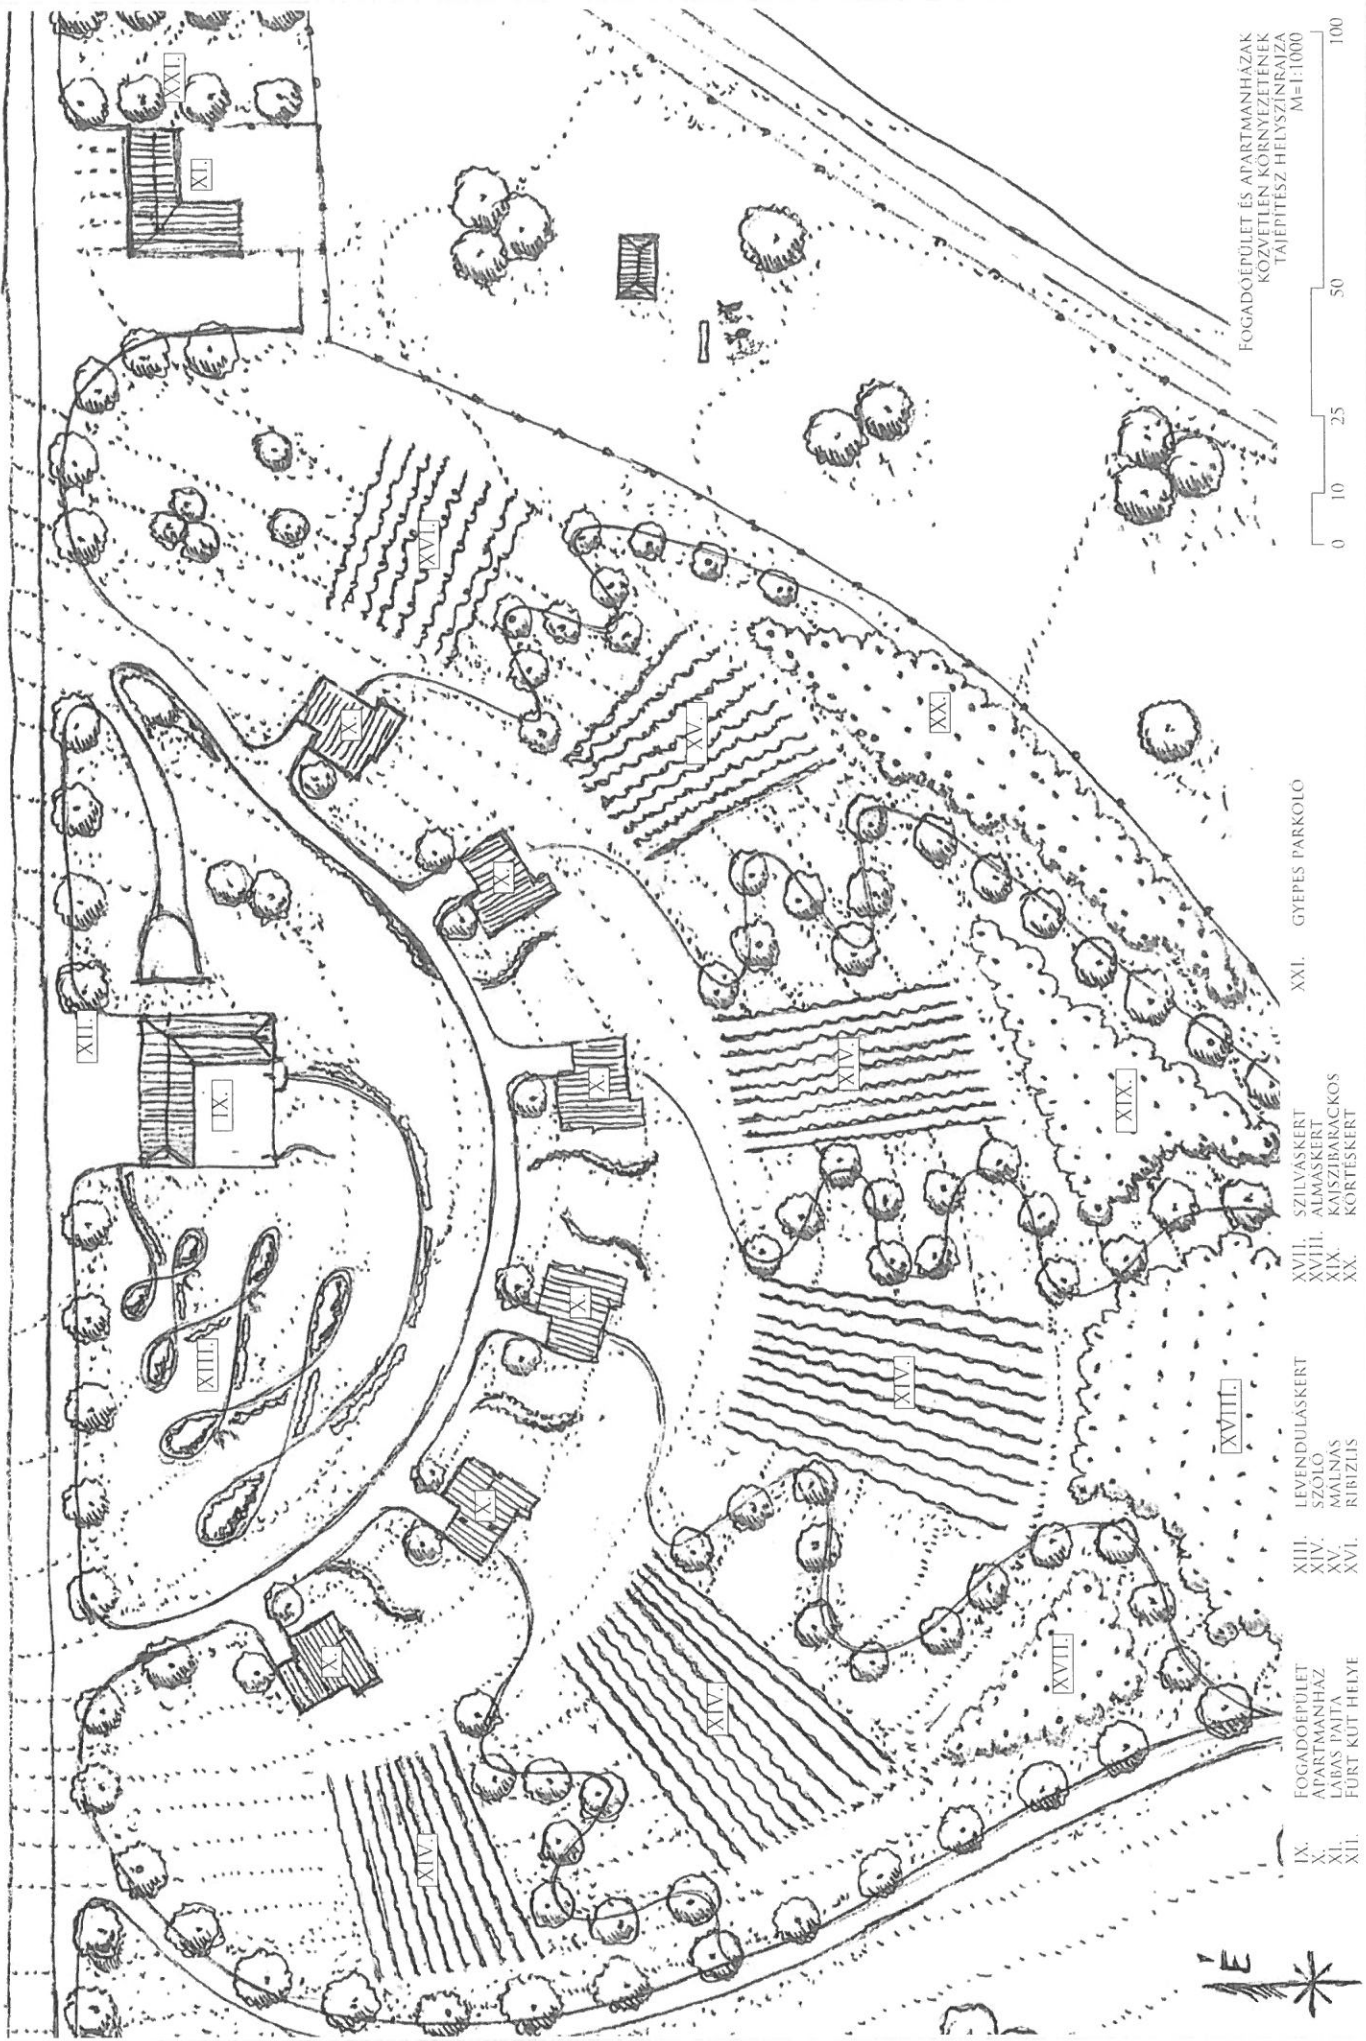 XII.
XXI.
XI.
XIII.
IX.
X.
X.
XIV.
XVI.
X.
X.
X.
X.
XV.
XIV.
XIV.
XIV.
XX.
XVII.
XIX.
XVIII.
É
FOGADÓÉPÜLET ÉS APARTMANHÁZAK
KÖZVETLEN KÖRNYEZETÉNEK
TÁJÉPÍTÉSZ HELYSZÍNRAJZA
M=1:1000
0 10 25 50 100
IX. FOGADÓÉPÜLET
X. APARTMANHÁZ
XI. LÁBAS PAJTA
XII. FÚRT KÚT HELYE
XIII. LEVENDULÁSKERT
XIV. SZŐLŐ
XV. MÁLNÁS
XVI. RIBIZLIS
XVII. SZILVÁSKERT
XVIII. ALMÁSKERT
XIX. KAJSZIBARACKOS
XX. KÖRTÉSKERT
XXI. GYEPES PARKOLÓ